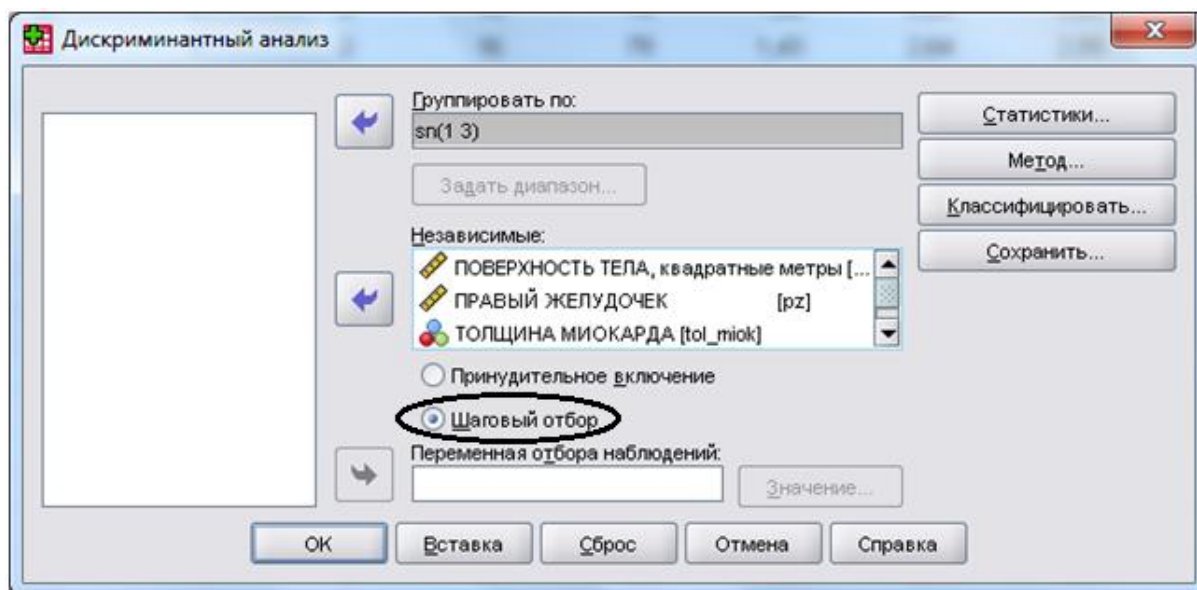 Дискриминантный анализ
Группировать по:
sn(1 3)
Задать диапазон...
Независимые:
ПОВЕРХНОСТЬ ТЕЛА, квадратные метры [...
ПРАВЫЙ ЖЕЛУДОЧЕК [pz]
ТОЛЩИНА МИОКАРДА [tol_miok]
Принудительное включение
Шаговый отбор
Переменная отбора наблюдений:
Значение...
Статистики...
Метод...
Классифицировать...
Сохранить...
OK
Вставка
Сброс
Отмена
Справка